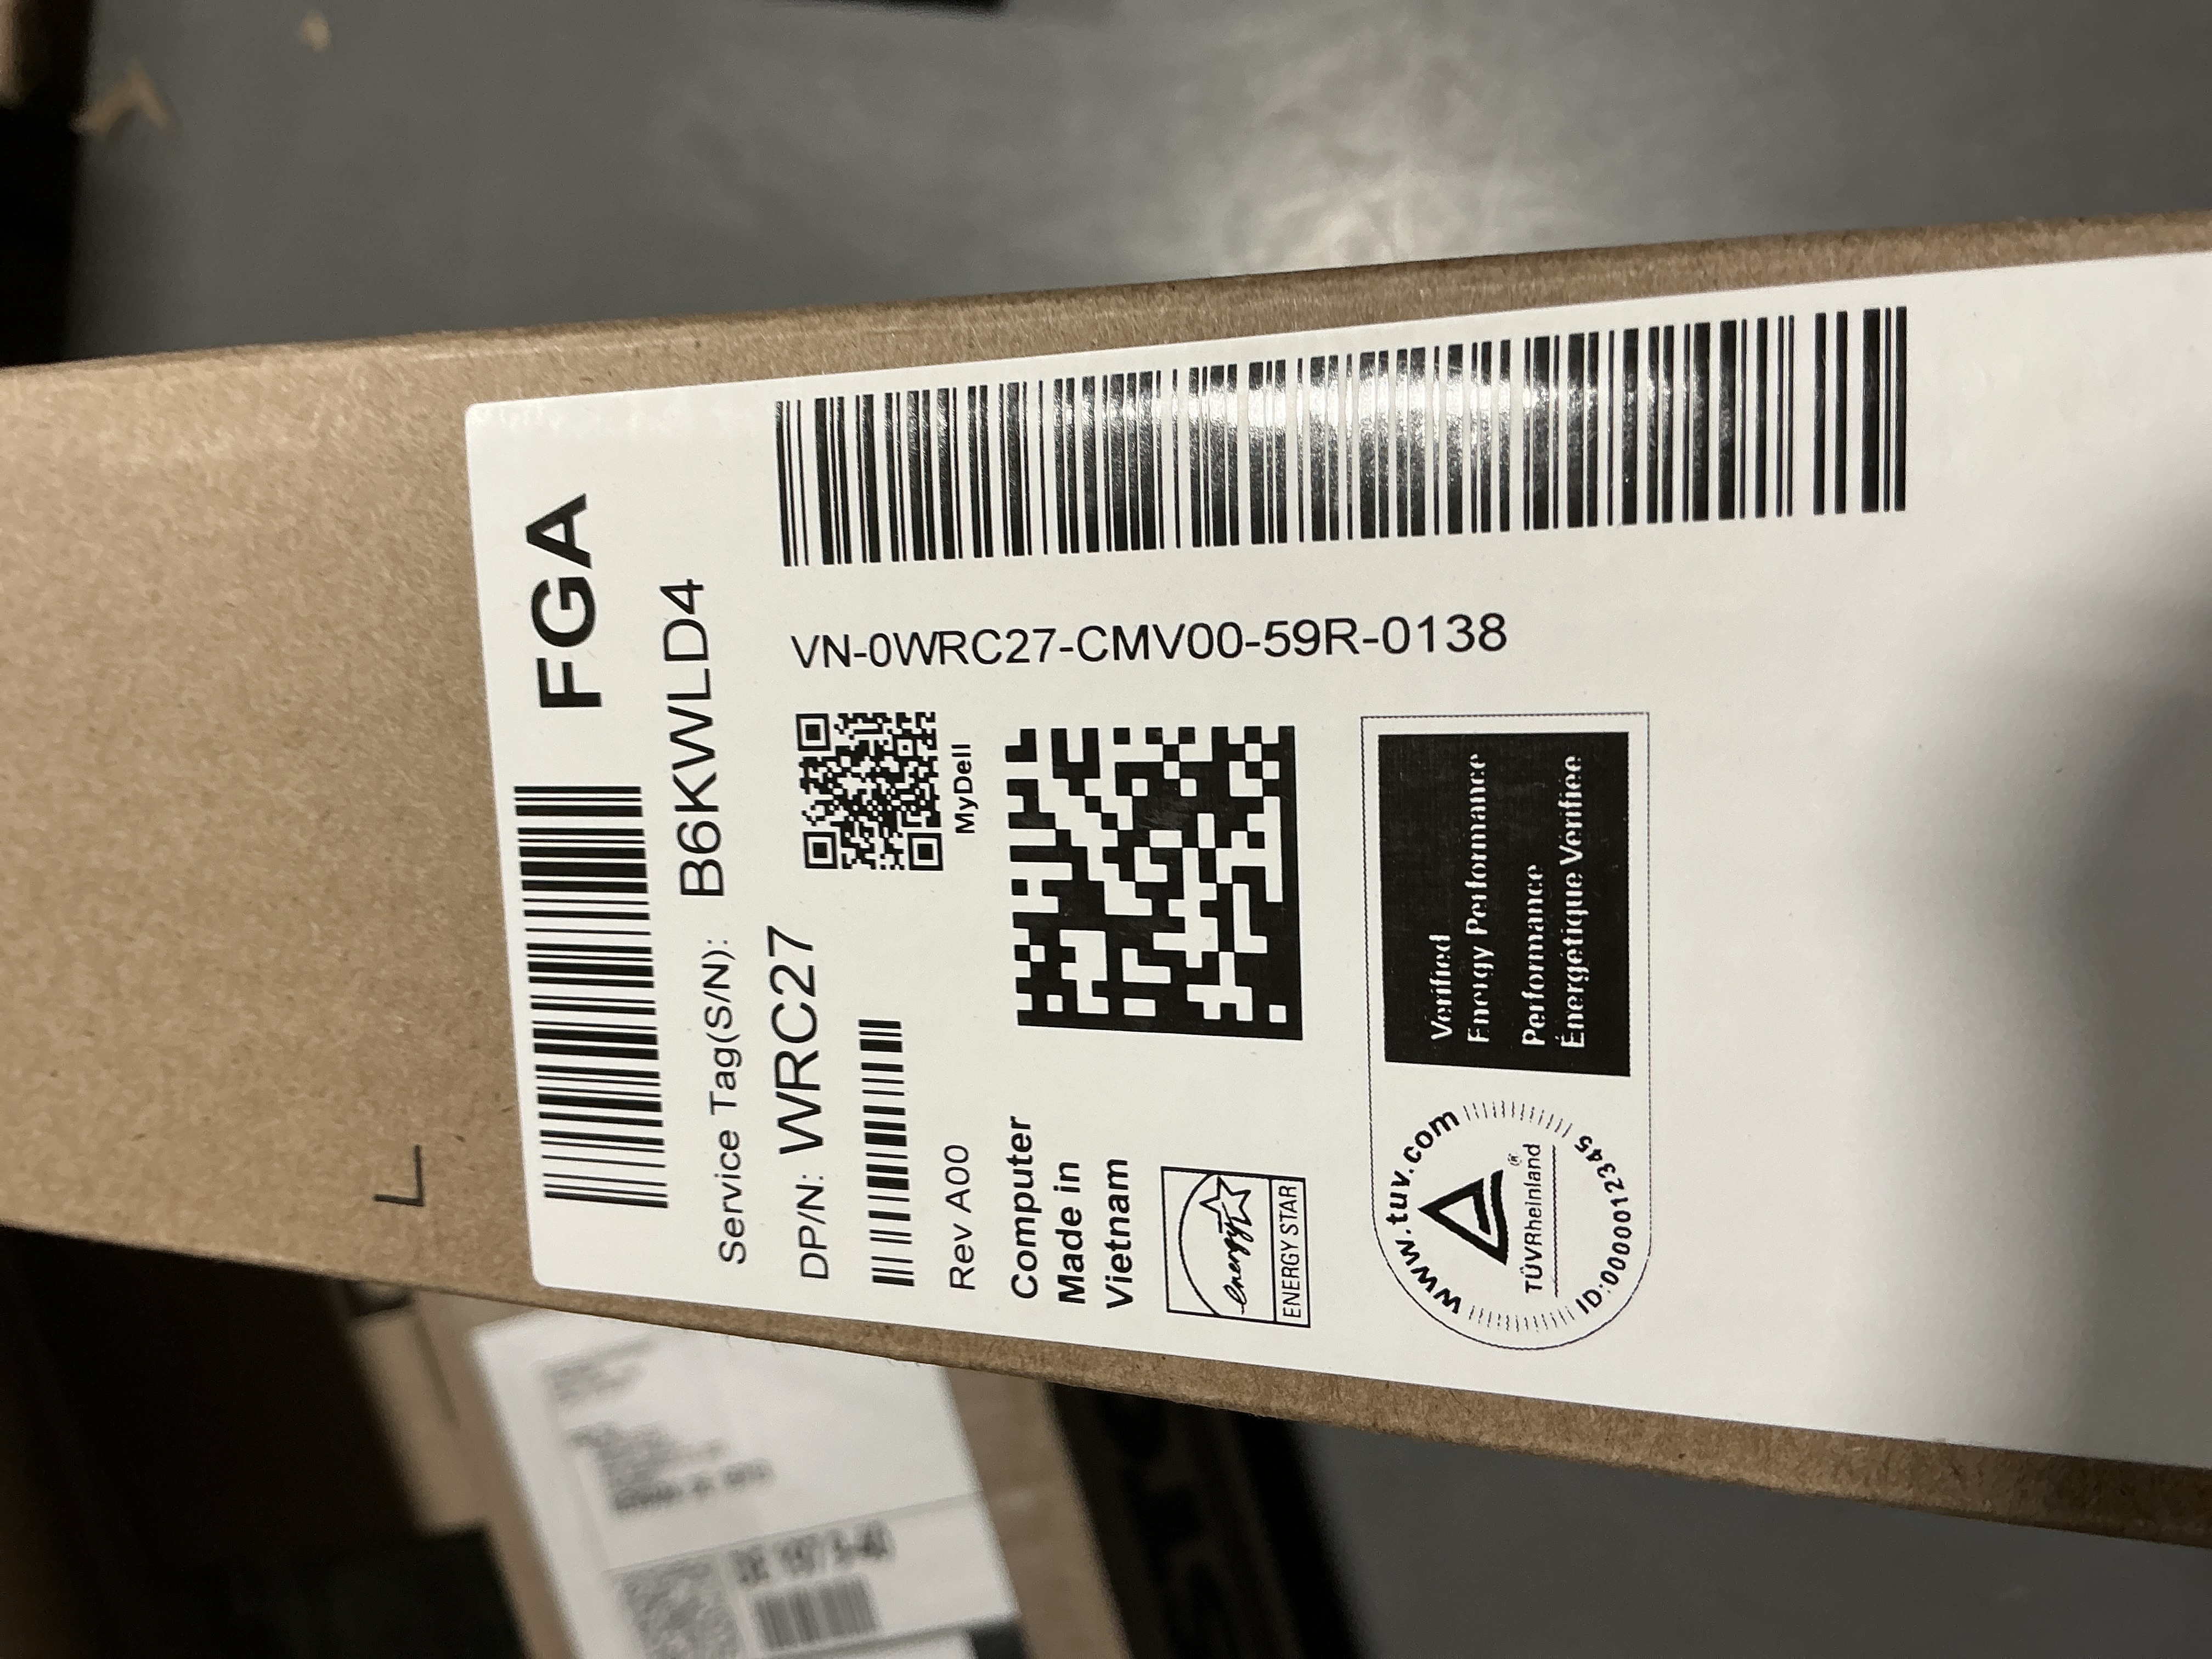 FGA
Service Tag(S/N): B6KWLD4
DP/N: WRC27
MyDell
Rev A00
VN-0WRC27-CMV00-59R-0138
Computer
Made in
Vietnam
energy
ENERGY STAR
www.tuv.com
TÜVRheinland®
ID:0000012345
Verified
Energy Performance
Performance
Énergétique Vérifiée
L